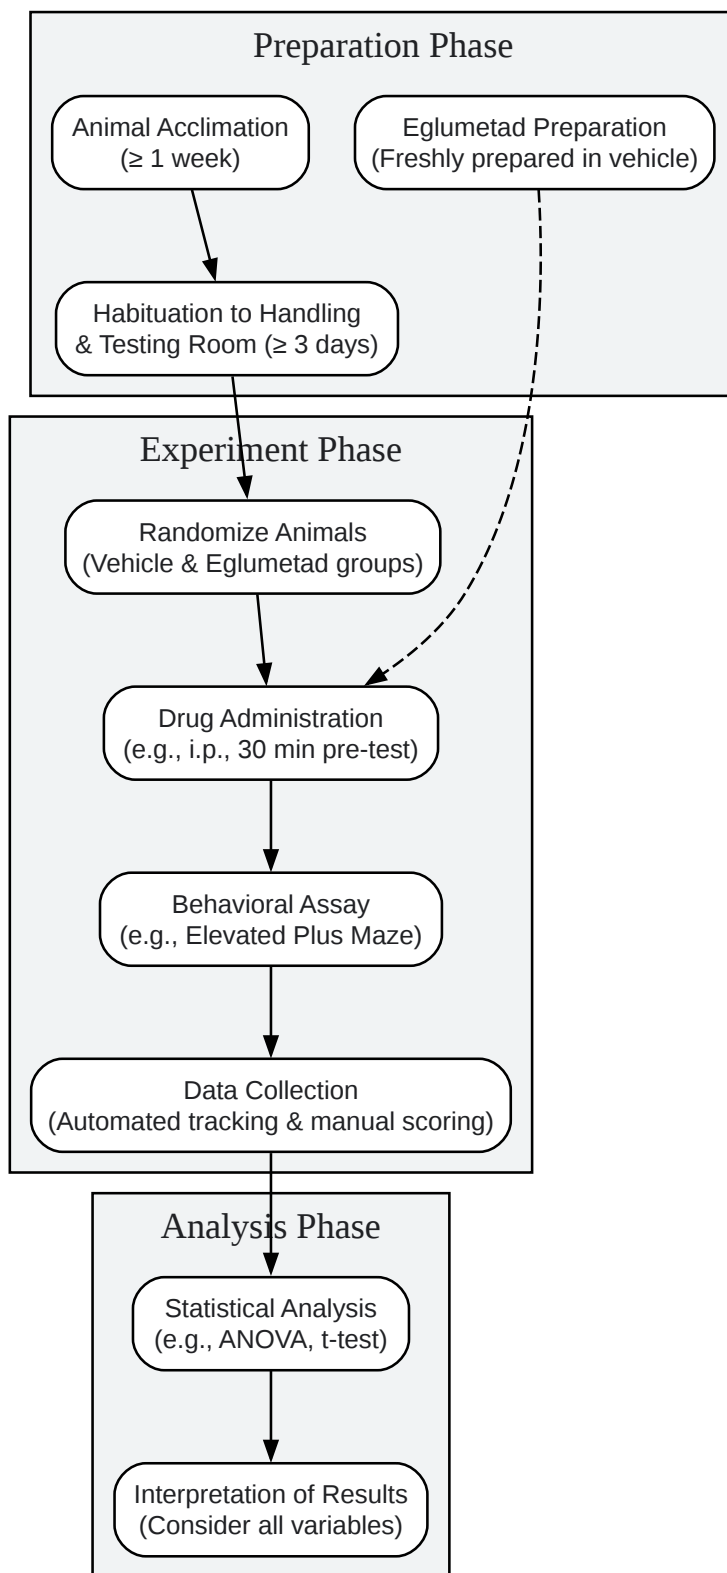 Preparation Phase
Animal Acclimation
(≥ 1 week)
Eglumetad Preparation
(Freshly prepared in vehicle)
Habituation to Handling
& Testing Room (≥ 3 days)
Experiment Phase
Randomize Animals
(Vehicle & Eglumetad groups)
Drug Administration
(e.g., i.p., 30 min pre-test)
Behavioral Assay
(e.g., Elevated Plus Maze)
Data Collection
(Automated tracking & manual scoring)
Analysis Phase
Statistical Analysis
(e.g., ANOVA, t-test)
Interpretation of Results
(Consider all variables)